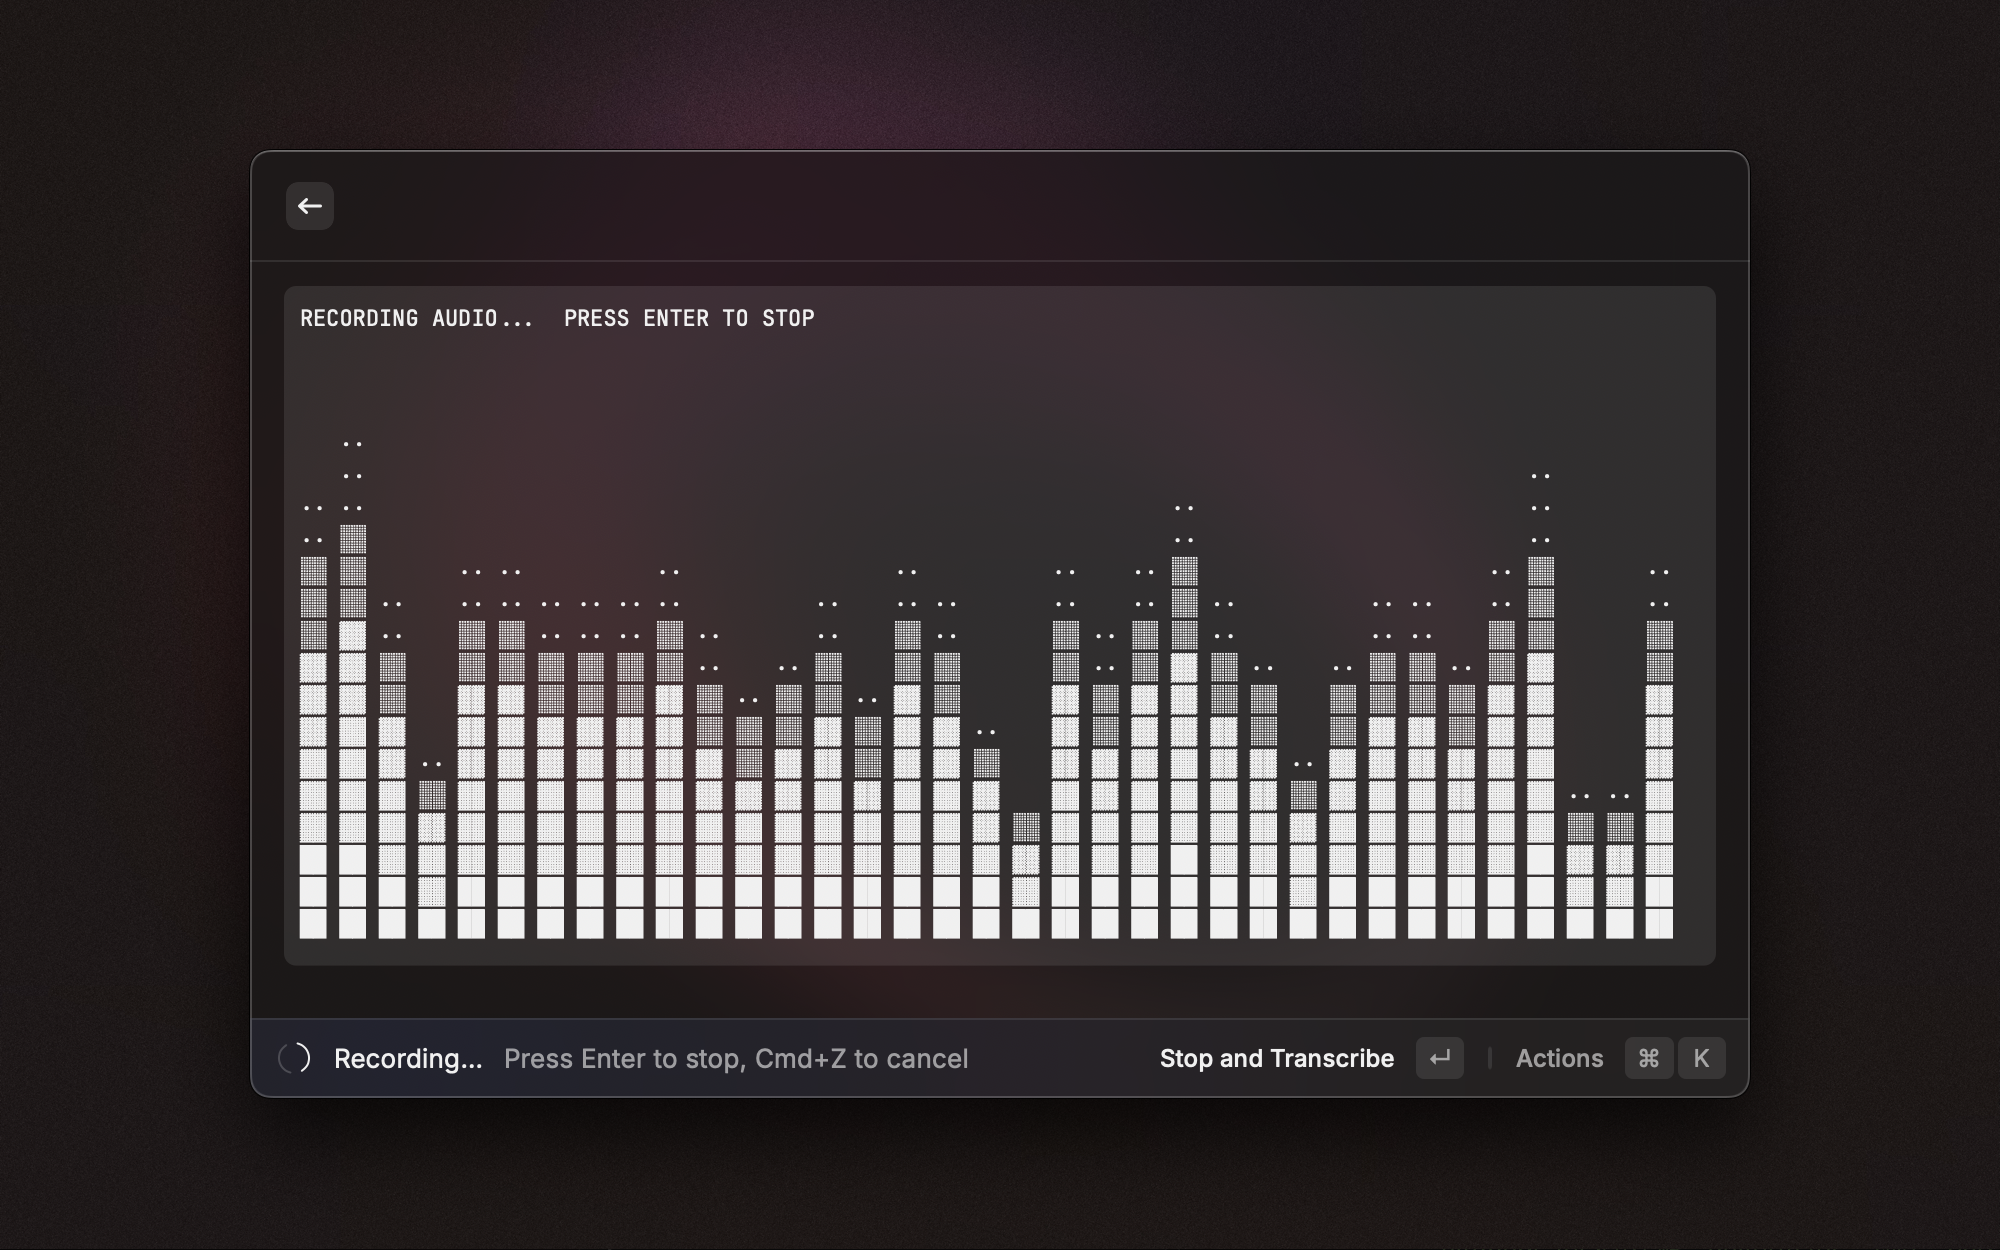 RECORDING AUDIO... PRESS ENTER TO STOP
Recording... Press Enter to stop, Cmd+Z to cancel Stop and Transcribe ↵ Actions ⌘ K